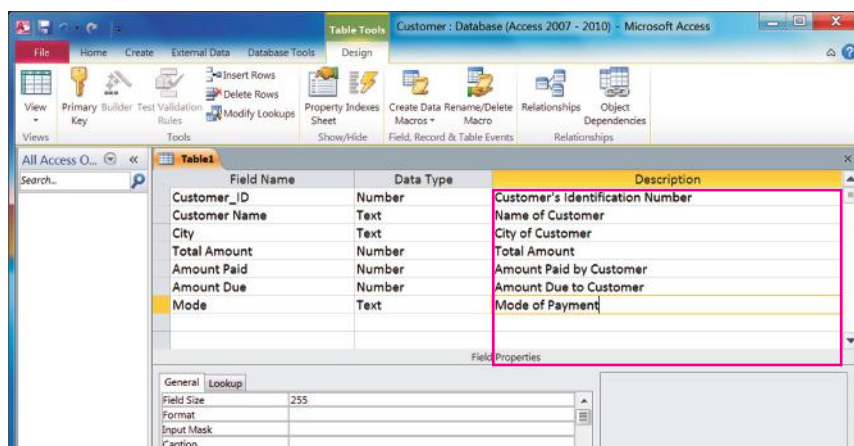 Table Tools Customer : Database (Access 2007 - 2010) - Microsoft Access
File Home Create External Data Database Tools Design
View
Primary Key
Builder
Test Validation Rules
Insert Rows
Delete Rows
Modify Lookups
Property Sheet
Indexes
Create Data Macros
Rename/Delete Macro
Relationships
Object Dependencies
Views Tools Show/Hide Field, Record & Table Events Relationships
All Access O... « Table1
Search...
Field Name Data Type Description
Customer_ID Number Customer's Identification Number
Customer Name Text Name of Customer
City Text City of Customer
Total Amount Number Total Amount
Amount Paid Number Amount Paid by Customer
Amount Due Number Amount Due to Customer
Mode Text Mode of Payment
Field Properties
General Lookup
Field Size 255
Format
Input Mask
Caption